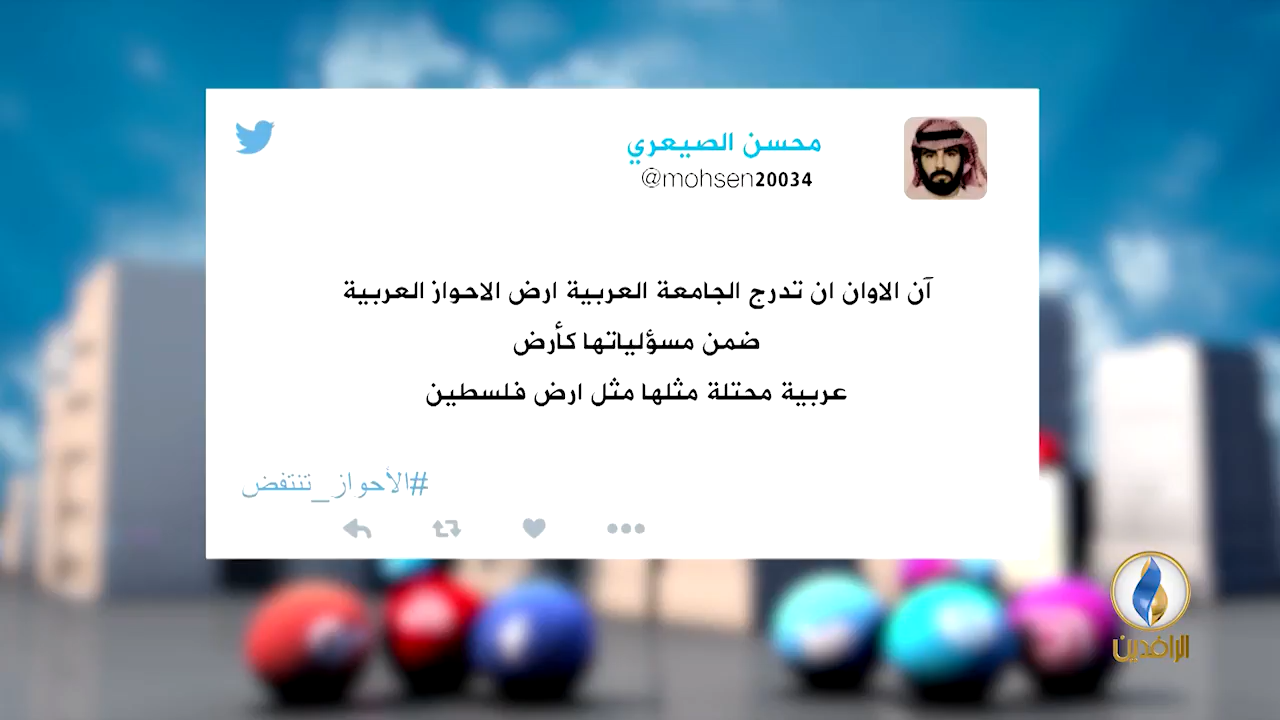 محسن الصيعري
@mohsen20034
آن الاوان ان تدرج الجامعة العربية ارض الاحواز العربية
ضمن مسؤلياتها كأرض
عربية محتلة مثلها مثل ارض فلسطين
#الأحواز_تنتفض
الرافدين